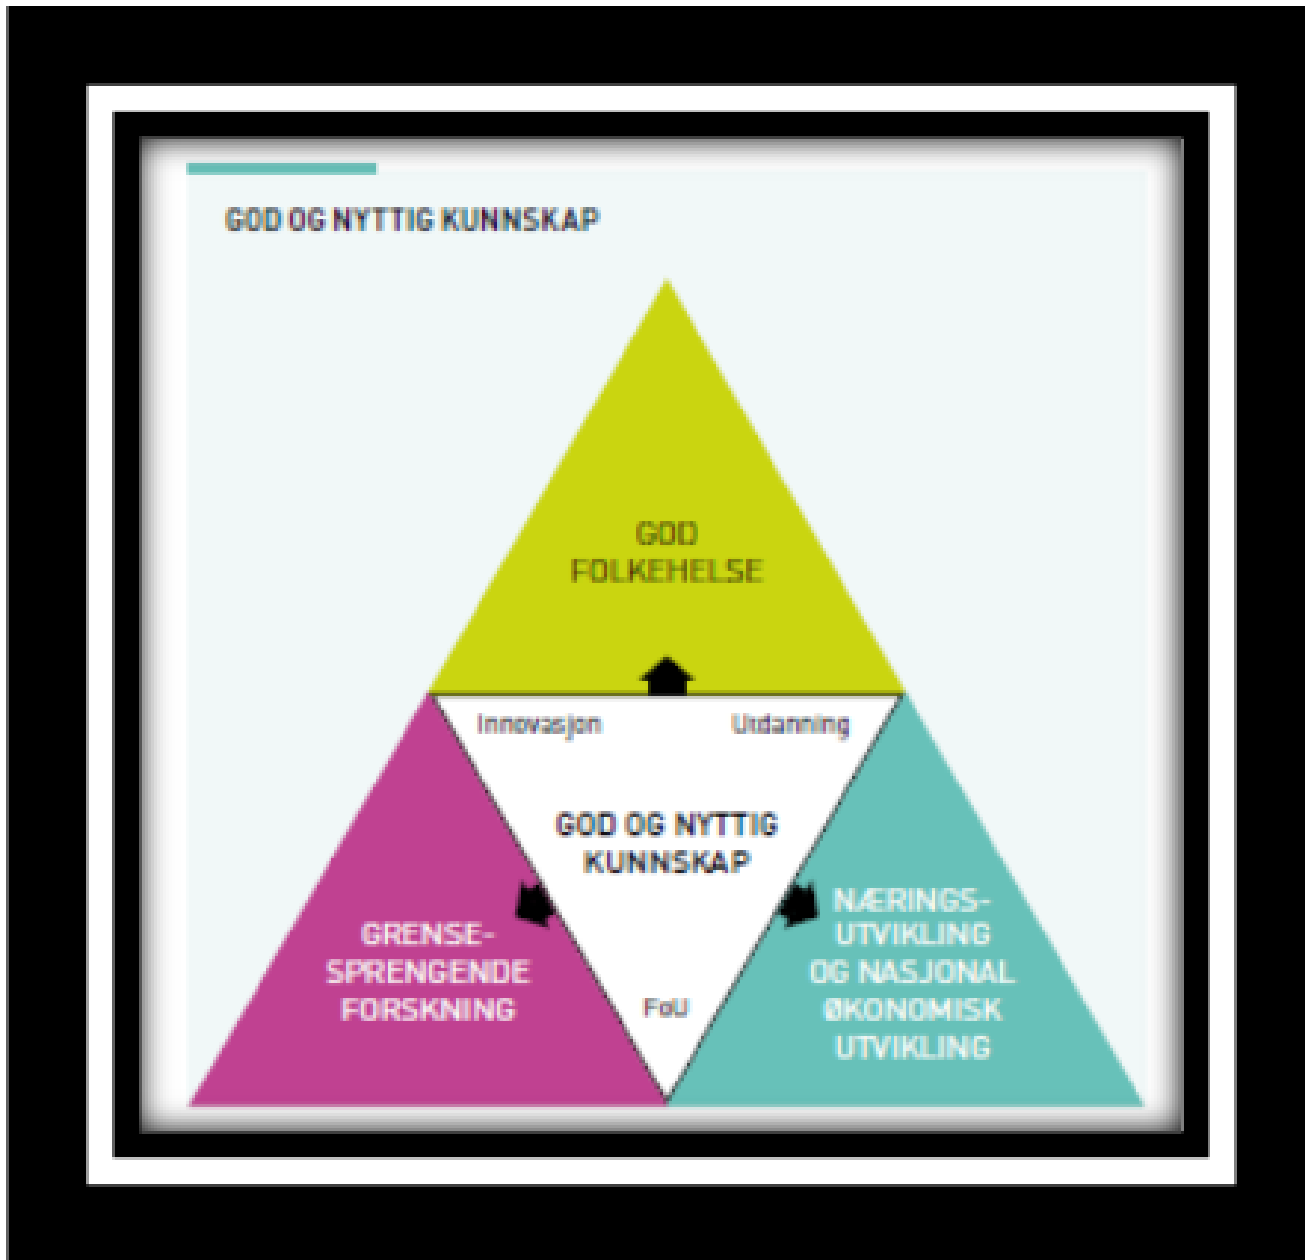 GOD OG NYTTIG KUNNSKAP
GOD
FOLKEHELSE
Innovasjon
Utdanning
GOD OG NYTTIG
KUNNSKAP
GRENSE-
SPRENGENDE
FORSKNING
FoU
NÆRINGS-
UTVIKLING
OG NASJONAL
ØKONOMISK
UTVIKLING